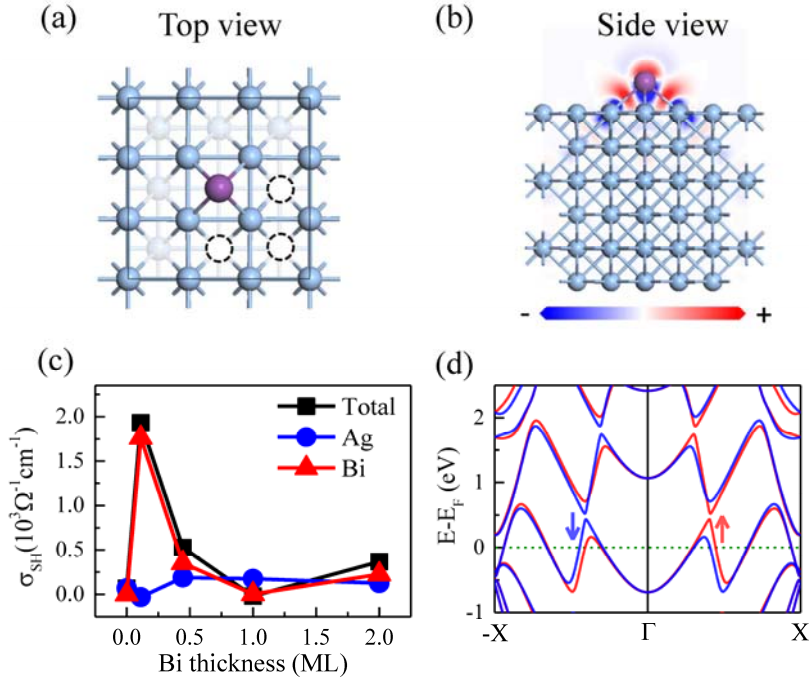 (a)
Top view
(b)
Side view
-
+
(c)
Total
Ag
Bi
2.0
1.5
1.0
0.5
0.0
σSH(10³Ω⁻¹cm⁻¹)
0.0 0.5 1.0 1.5 2.0
Bi thickness (ML)
(d)
2
1
0
-1
E-EF (eV)
-X Γ X